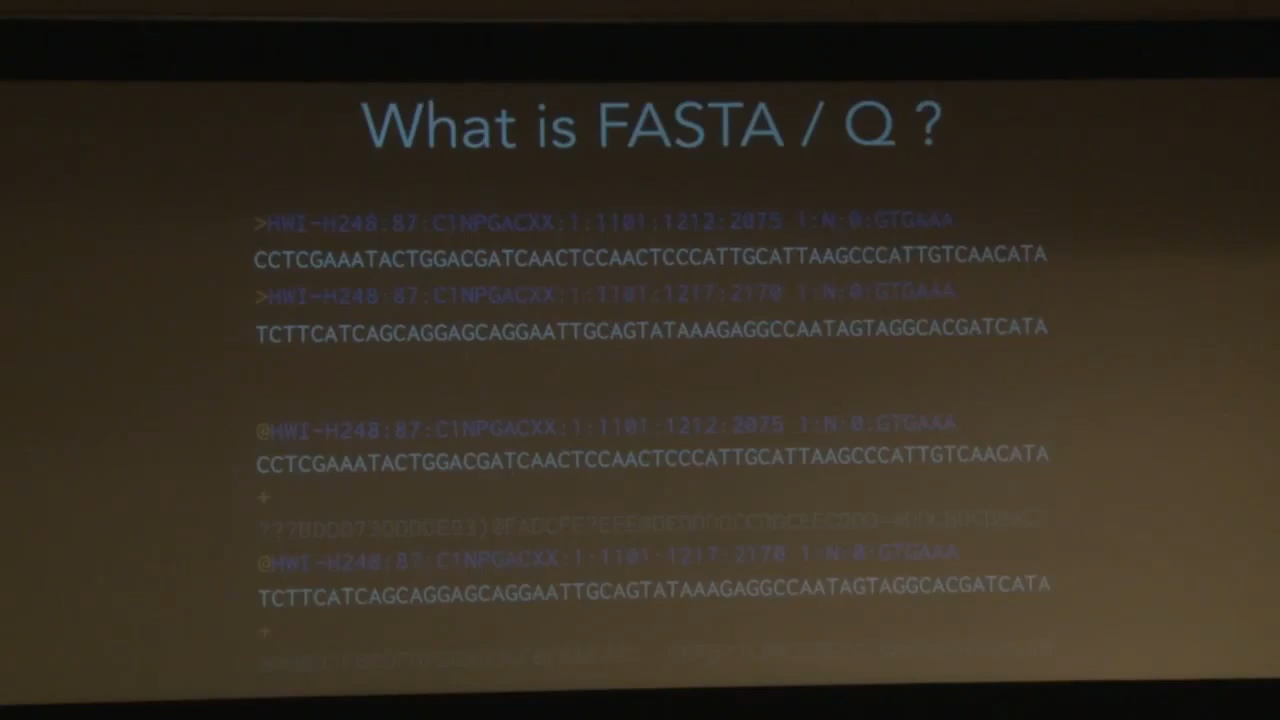 What is FASTA / Q ?
>HWI-H248:87:C1NPGACXX:1:1101:1212:2075 1:N:0:GTGAAA
CCTCGAAATACTGGACGATCAACTCCAACTCCCATTGCATTAAGCCCATTGTCAACATA
>HWI-H248:87:C1NPGACXX:1:1101:1217:2170 1:N:0:GTGAAA
TCTTCATCAGCAGGAGCAGGAATTGCAGTATAAAGAGGCCAATAGTAGGCACGATCATA
@HWI-H248:87:C1NPGACXX:1:1101:1212:2075 1:N:0:GTGAAA
CCTCGAAATACTGGACGATCAACTCCAACTCCCATTGCATTAAGCCCATTGTCAACATA
+
@HWI-H248:87:C1NPGACXX:1:1101:1217:2170 1:N:0:GTGAAA
TCTTCATCAGCAGGAGCAGGAATTGCAGTATAAAGAGGCCAATAGTAGGCACGATCATA
+